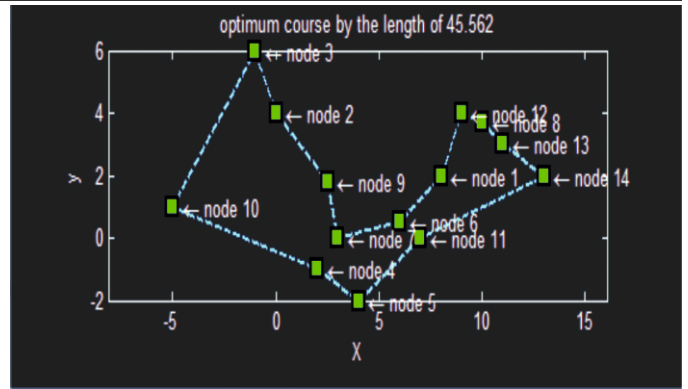 optimum course by the length of 45.562
6
← node 3
4
← node 2
← node 12
← node 8
← node 13
y
2
← node 9
← node 1
← node 14
← node 10
← node 6
0
← node 7
← node 11
← node 4
-2
← node 5
-5
0
5
10
15
X